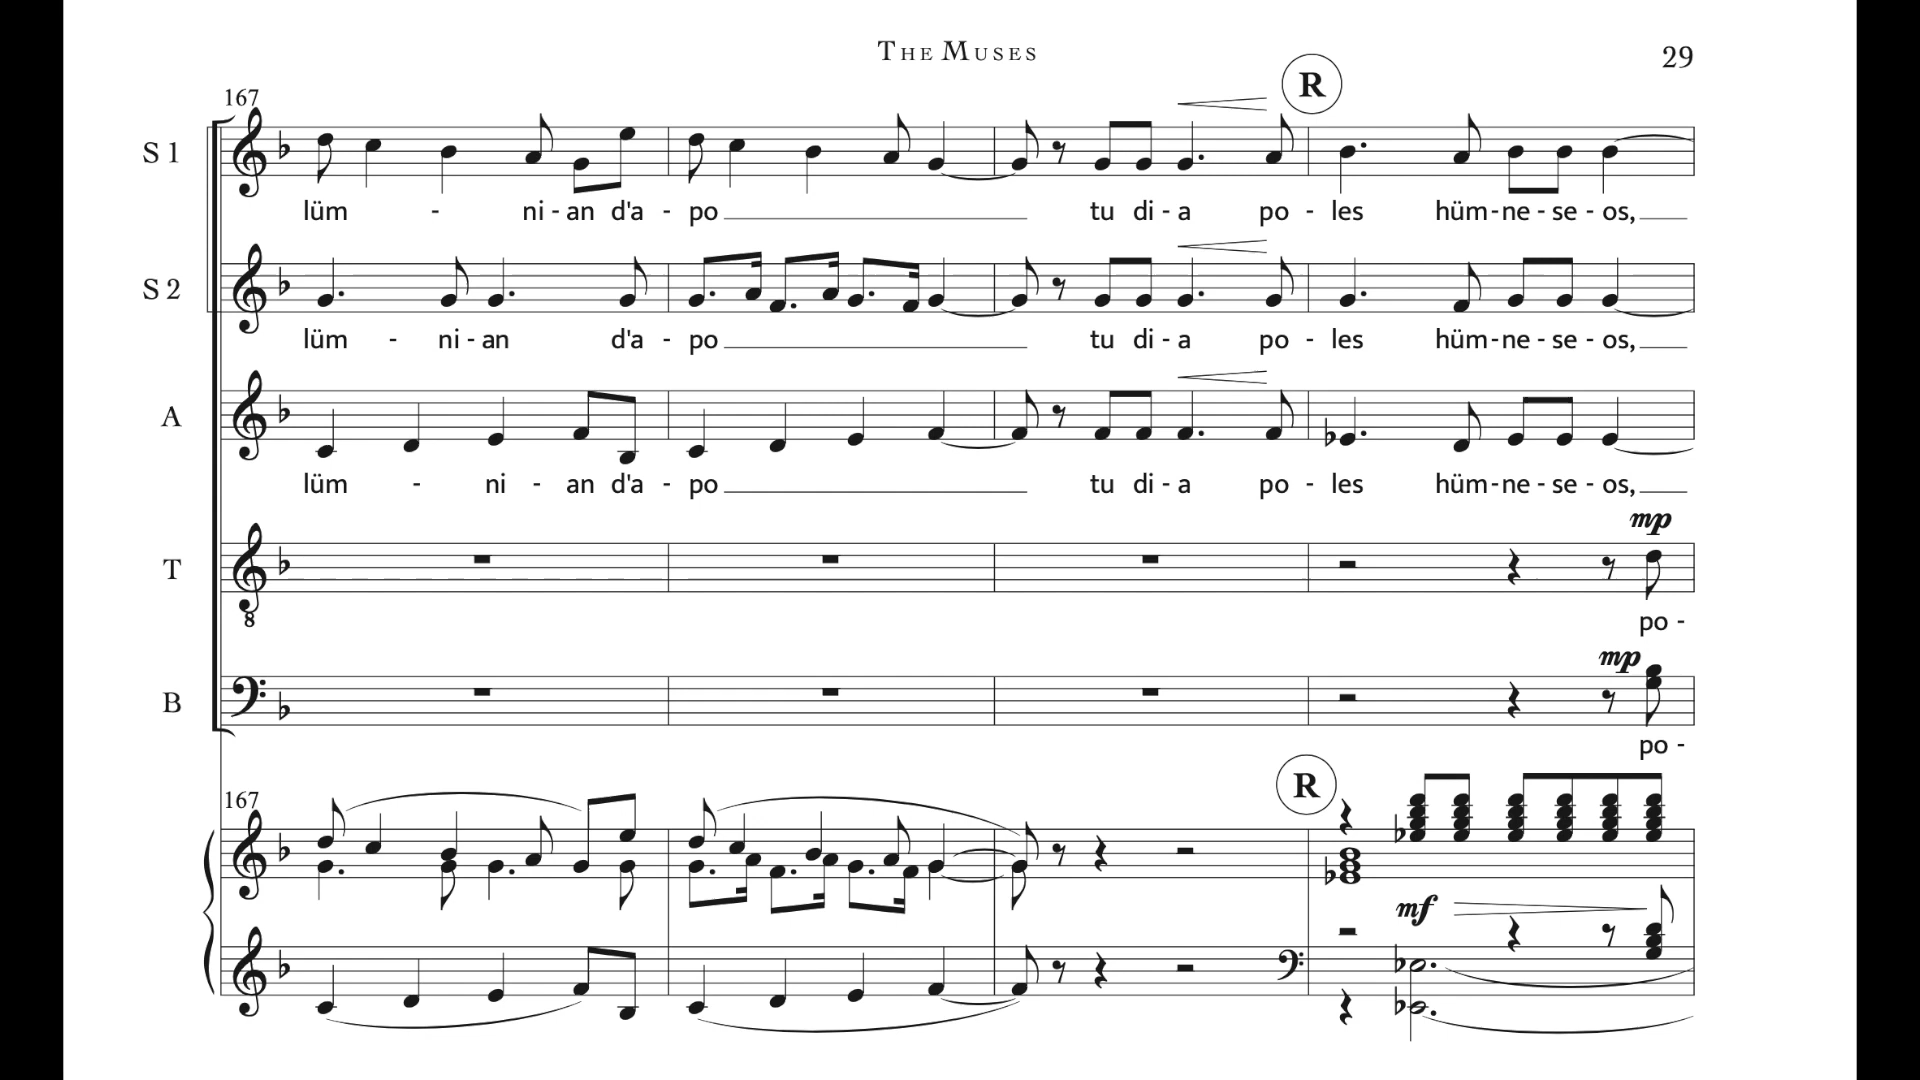 THE MUSES
29
R
167
S 1
lüm - ni - an d'a - po tu di - a po - les hüm - ne - se - os,
S 2
lüm - ni - an d'a - po tu di - a po - les hüm - ne - se - os,
A
lüm - ni - an d'a - po tu di - a po - les hüm - ne - se - os,
mp
T
8
po -
mp
B
po -
R
167
mf